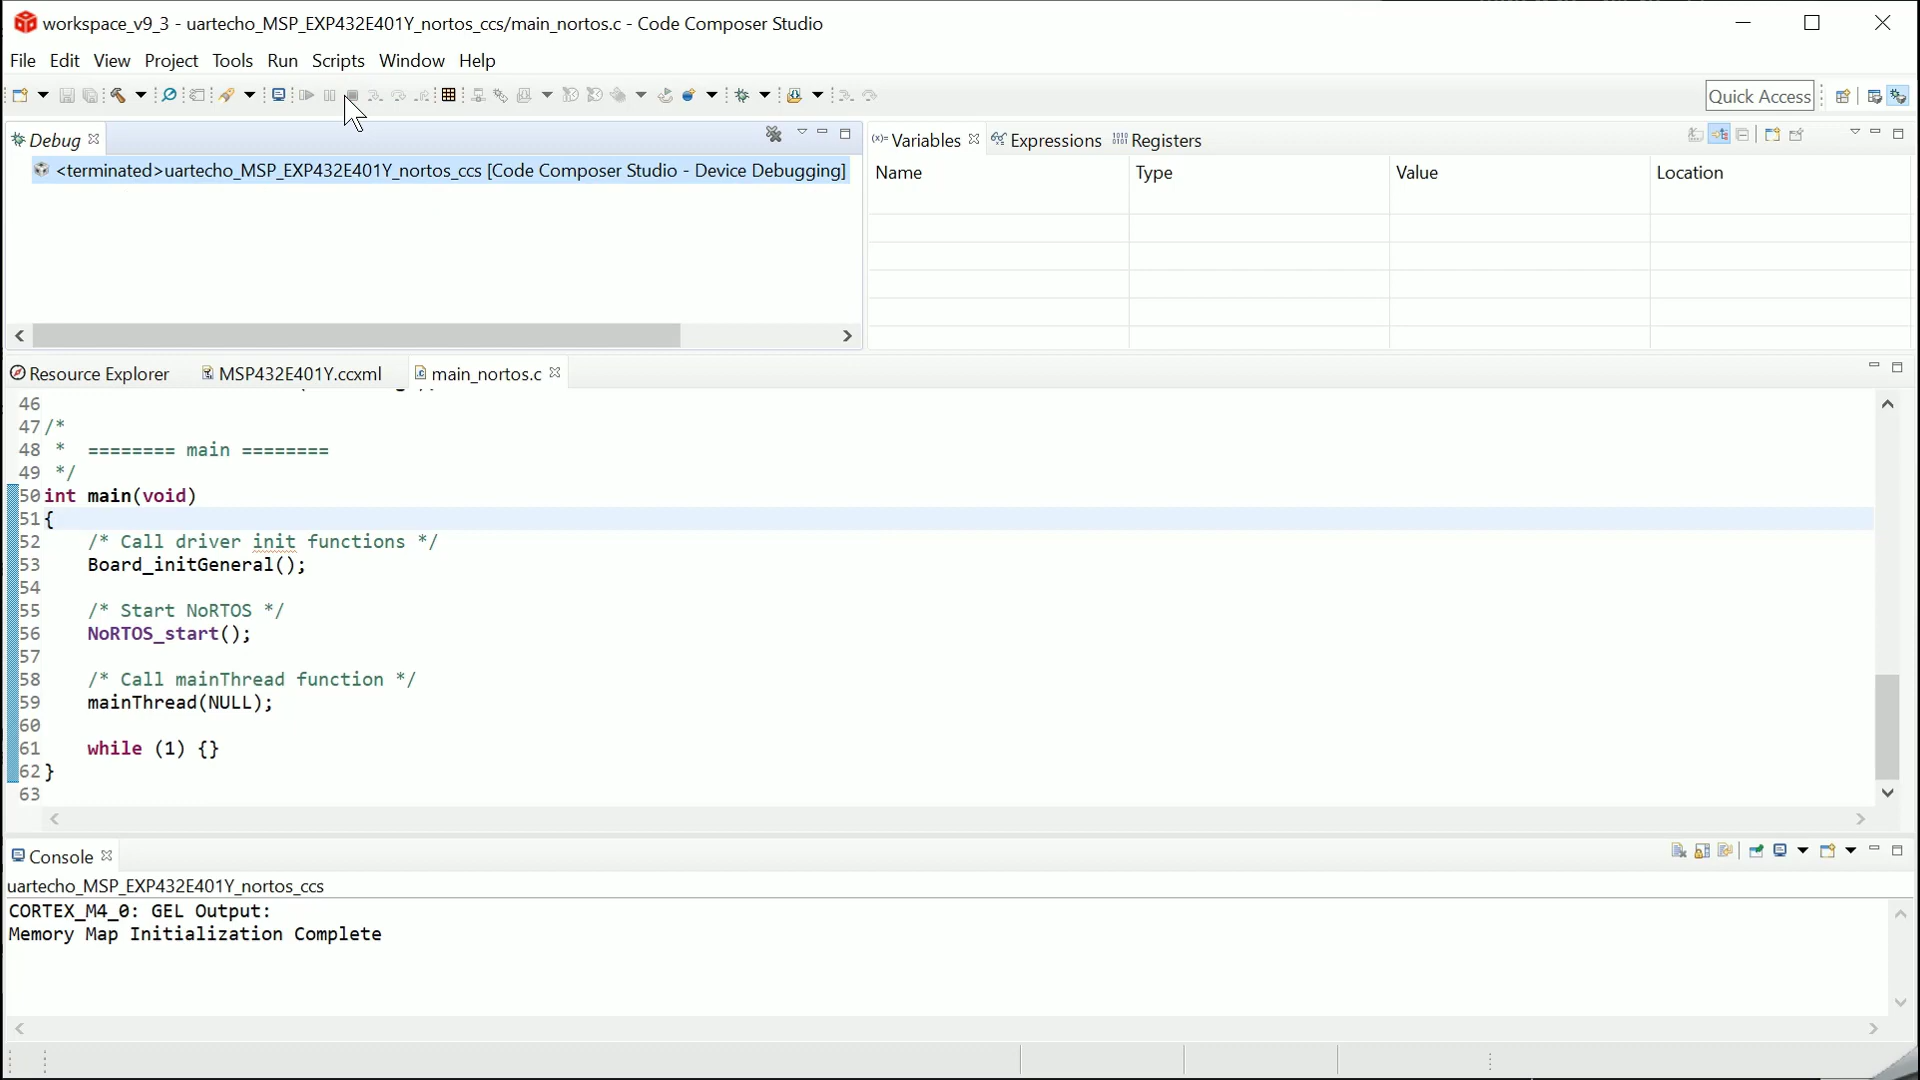 workspace_v9_3 - uartecho_MSP_EXP432E401Y_nortos_ccs/main_nortos.c - Code Composer Studio
File Edit View Project Tools Run Scripts Window Help
Quick Access
Debug
Variables Expressions Registers
<terminated>uartecho_MSP_EXP432E401Y_nortos_ccs [Code Composer Studio - Device Debugging]
Name Type Value Location
Resource Explorer MSP432E401Y.ccxml main_nortos.c
46
47 /*
48 * ======== main ========
49 */
50 int main(void)
51 {
52 /* Call driver init functions */
53 Board_initGeneral();
54
55 /* Start NoRTOS */
56 NoRTOS_start();
57
58 /* Call mainThread function */
59 mainThread(NULL);
60
61 while (1) {}
62 }
63
Console
uartecho_MSP_EXP432E401Y_nortos_ccs
CORTEX_M4_0: GEL Output:
Memory Map Initialization Complete